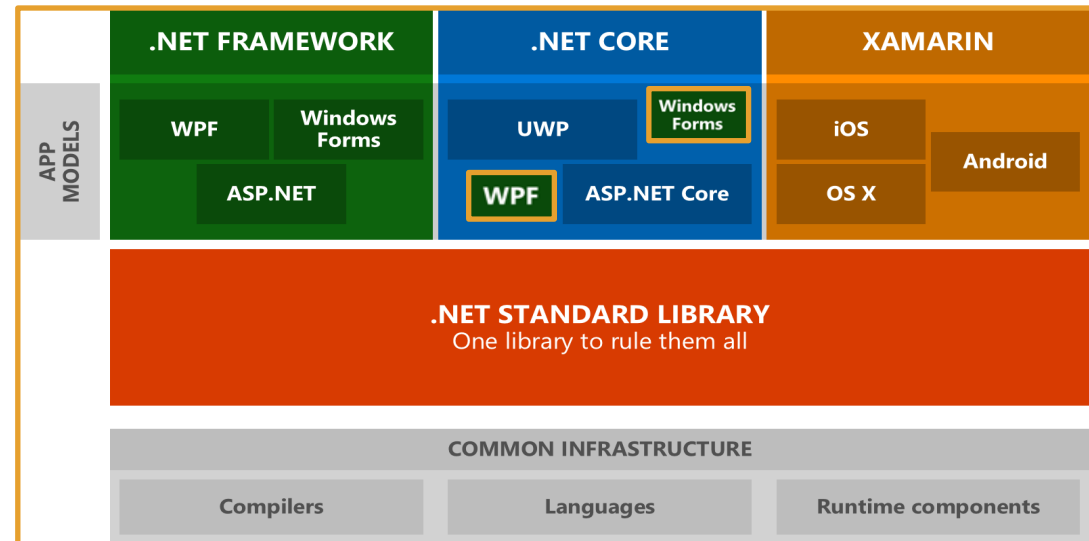 .NET FRAMEWORK
.NET CORE
XAMARIN
APP
MODELS
WPF
Windows
Forms
ASP.NET
UWP
Windows
Forms
WPF
ASP.NET Core
iOS
Android
OS X
.NET STANDARD LIBRARY
One library to rule them all
COMMON INFRASTRUCTURE
Compilers
Languages
Runtime components